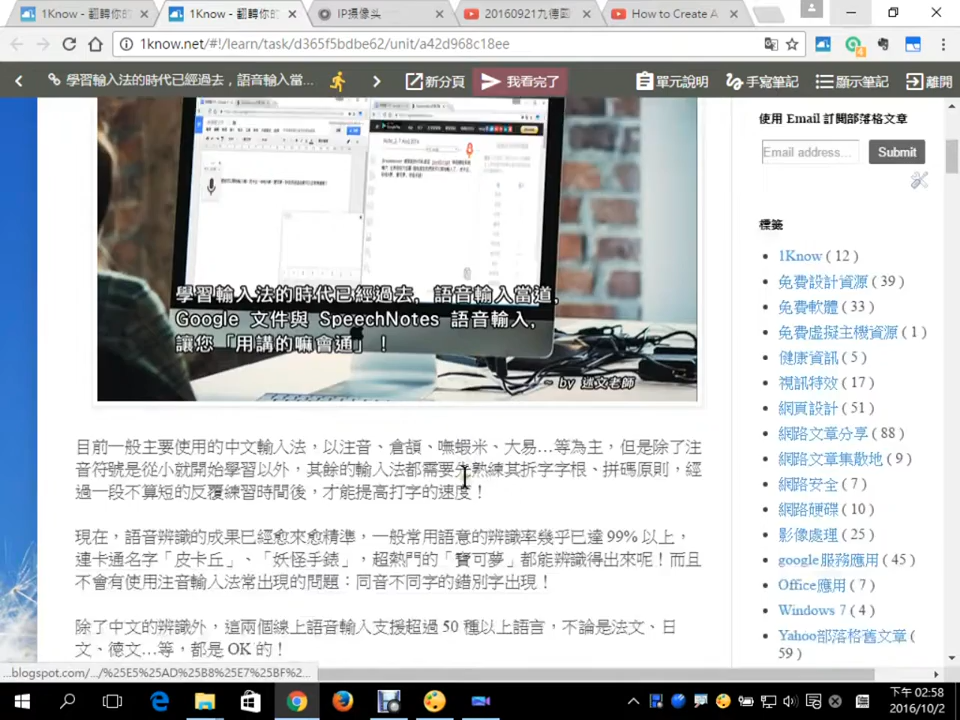 1Know - 翻轉你的
1Know - 翻轉你的
IP摄像头
20160921九德國
How to Create A
1know.net/#!/learn/task/d365f5bdbe62/unit/a42d968c18ee
學習輸入法的時代已經過去，語音輸入當...
新分頁
我看完了
單元說明
手寫筆記
顯示筆記
離開
學習輸入法的時代已經過去, 語音輸入當道,
Google 文件與 SpeechNotes 語音輸入,
讓您「用講的嘛會通」!
~ by 述文老師
目前一般主要使用的中文輸入法，以注音、倉頡、嘸蝦米、大易...等為主，但是除了注
音符號是從小就開始學習以外，其餘的輸入法都需要先熟練其拆字字根、拼碼原則，經
過一段不算短的反覆練習時間後，才能提高打字的速度！
現在，語音辨識的成果已經愈來愈精準，一般常用語意的辨識率幾乎已達 99% 以上，
連卡通名字「皮卡丘」、「妖怪手錶」，超熱門的「寶可夢」都能辨識得出來呢！而且
不會有使用注音輸入法常出現的問題：同音不同字的錯別字出現！
除了中文的辨識外，這兩個線上語音輸入支援超過 50 種以上語言，不論是法文、日
文、德文...等，都是 OK 的！
使用 Email 訂閱部落格文章
Email address...
Submit
標籤
1Know ( 12 )
免費設計資源 ( 39 )
免費軟體 ( 33 )
免費虛擬主機資源 ( 1 )
健康資訊 ( 5 )
視訊特效 ( 17 )
網頁設計 ( 51 )
網路文章分享 ( 88 )
網路文章集散地 ( 9 )
網路安全 ( 7 )
網路硬碟 ( 10 )
影像處理 ( 25 )
google服務應用 ( 45 )
Office應用 ( 7 )
Windows 7 ( 4 )
Yahoo部落格舊文章 (
59 )
...blogspot.com/.../%25E5%25AD%25B8%25E7%25BF%2...
下午 02:58
2016/10/2